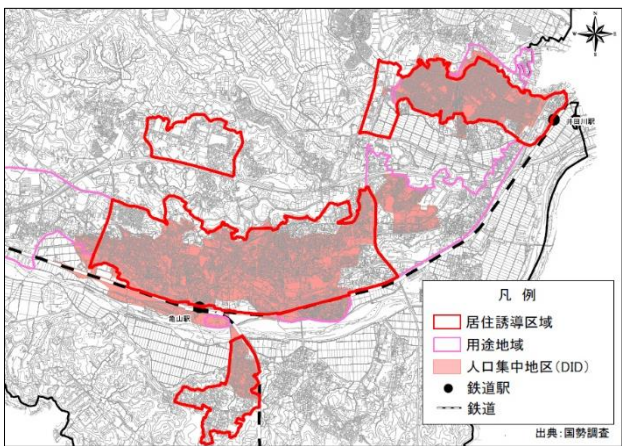 N
井田川駅
亀山駅
凡 例
居住誘導区域
用途地域
人口集中地区(DID)
鉄道駅
鉄道
出典:国勢調査